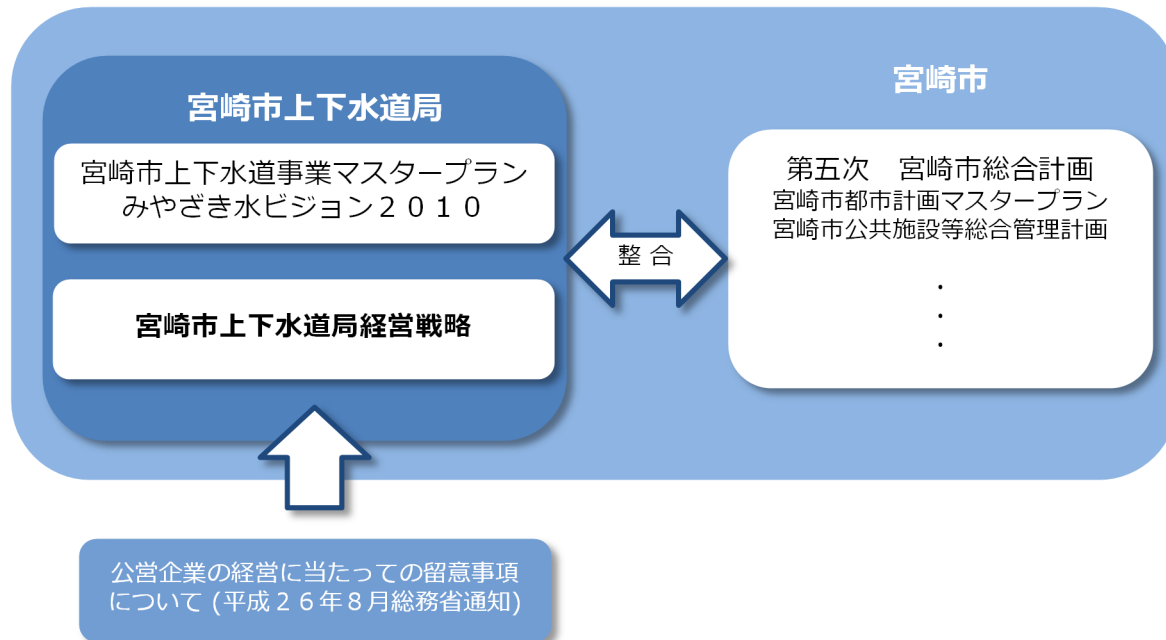 宮崎市上下水道局
宮崎市上下水道事業マスタープラン
みやざき水ビジョン２０１０
宮崎市上下水道局経営戦略
整 合
宮崎市
第五次　宮崎市総合計画
宮崎市都市計画マスタープラン
宮崎市公共施設等総合管理計画
・
・
・
公営企業の経営に当たっての留意事項
について (平成２６年８月総務省通知)